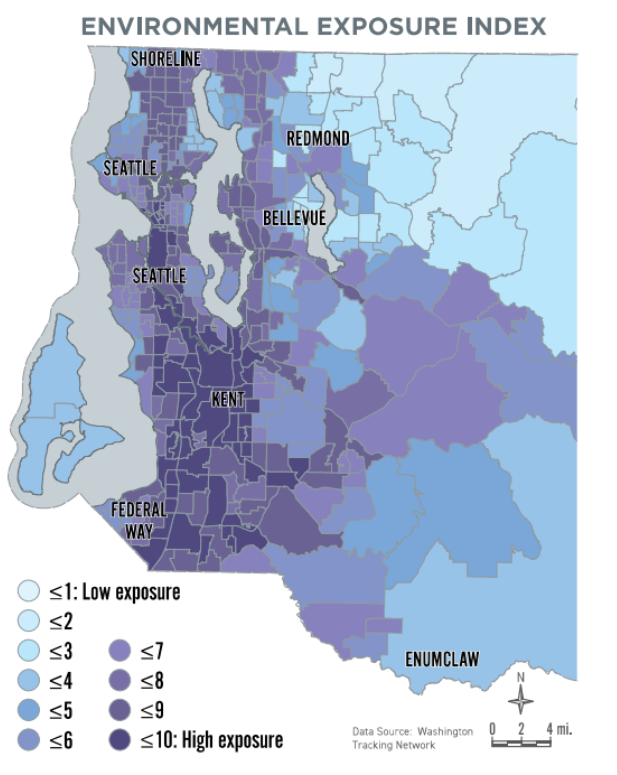 ENVIRONMENTAL EXPOSURE INDEX
SHORELINE
REDMOND
SEATTLE
BELLEVUE
SEATTLE
KENT
FEDERAL
WAY
≤1: Low exposure
≤2
≤3
≤4
≤5
≤6
≤7
≤8
≤9
≤10: High exposure
ENUMCLAW
N
0 2 4 mi.
Data Source: Washington
Tracking Network